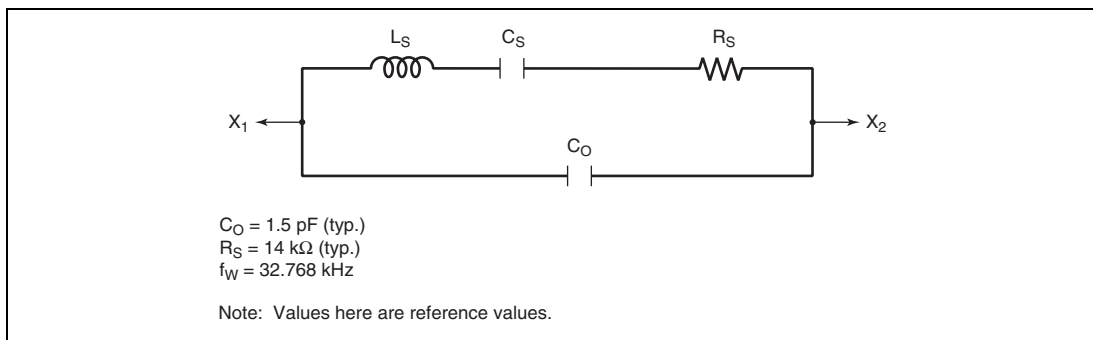 L_S C_S R_S
X_1 X_2
C_O
C_O = 1.5 pF (typ.)
R_S = 14 kΩ (typ.)
f_W = 32.768 kHz
Note: Values here are reference values.